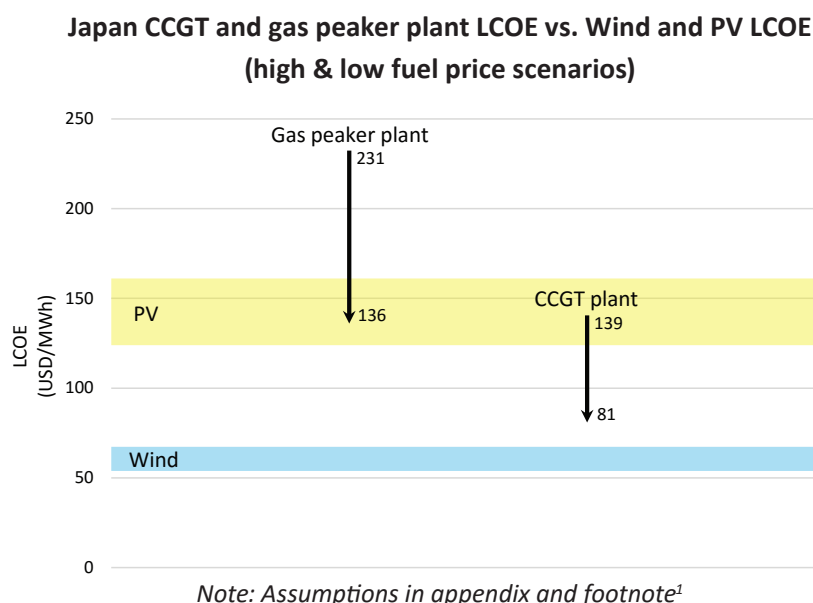 Japan CCGT and gas peaker plant LCOE vs. Wind and PV LCOE
(high & low fuel price scenarios)
250
Gas peaker plant
231
200
150
CCGT plant
PV
136
139
LCOE
(USD/MWh)
100
81
Wind
50
0
Note: Assumptions in appendix and footnote¹